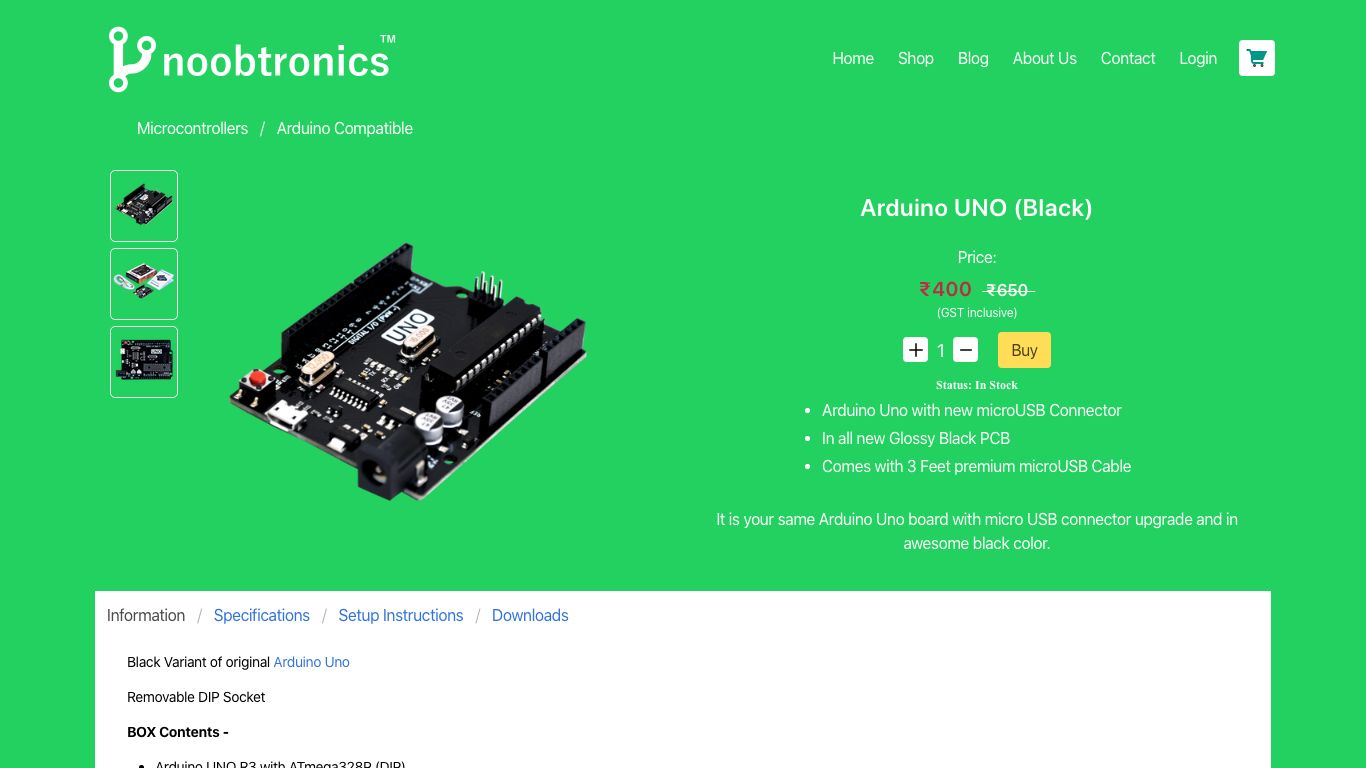 noobtronics™
Home Shop Blog About Us Contact Login
Microcontrollers / Arduino Compatible
Arduino UNO (Black)
Price:
₹400 ₹650
(GST inclusive)
+ 1 − Buy
Status: In Stock
• Arduino Uno with new microUSB Connector
• In all new Glossy Black PCB
• Comes with 3 Feet premium microUSB Cable
It is your same Arduino Uno board with micro USB connector upgrade and in
awesome black color.
UNO
DIGITAL I/O (PWM ~)
Information / Specifications / Setup Instructions / Downloads
Black Variant of original Arduino Uno
Removable DIP Socket
BOX Contents -
• Arduino UNO R3 with ATmega328P (DIP)